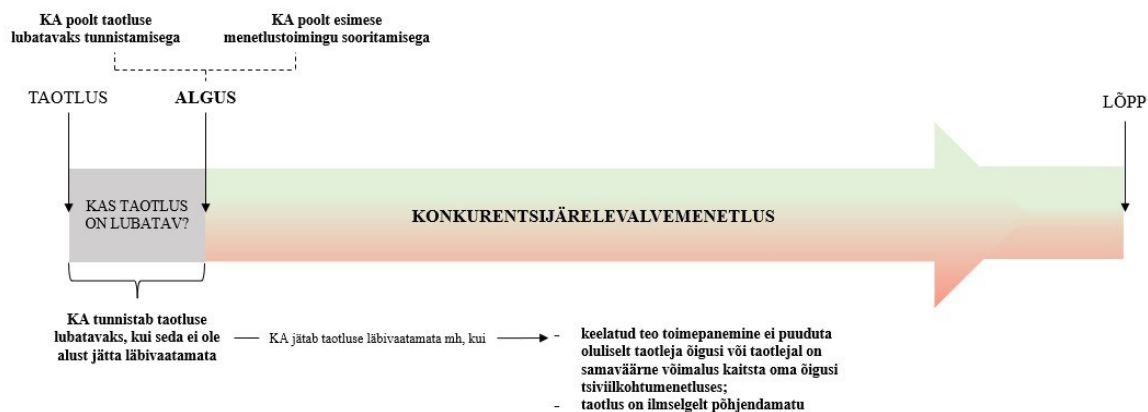 KA poolt taotluse
lubatavaks tunnistamisega
KA poolt esimese
menetlustoimingu sooritamisega
TAOTLUS
ALGUS
LÕPP
KAS TAOTLUS
ON LUBATAV?
KONKURENTSIJÄRELEVALVEMENETLUS
KA tunnistab taotluse
lubatavaks, kui seda ei ole
alust jätta läbivaatamata
KA jätab taotluse läbivaatamata mh, kui
- keelatud teo toimepanemine ei puuduta
oluliselt taotleja õigusi või taotlejal on
samaväärne võimalus kaitsta oma õigusi
tsiviilkohtumenetluses;
- taotlus on ilmselgelt põhjendamatu